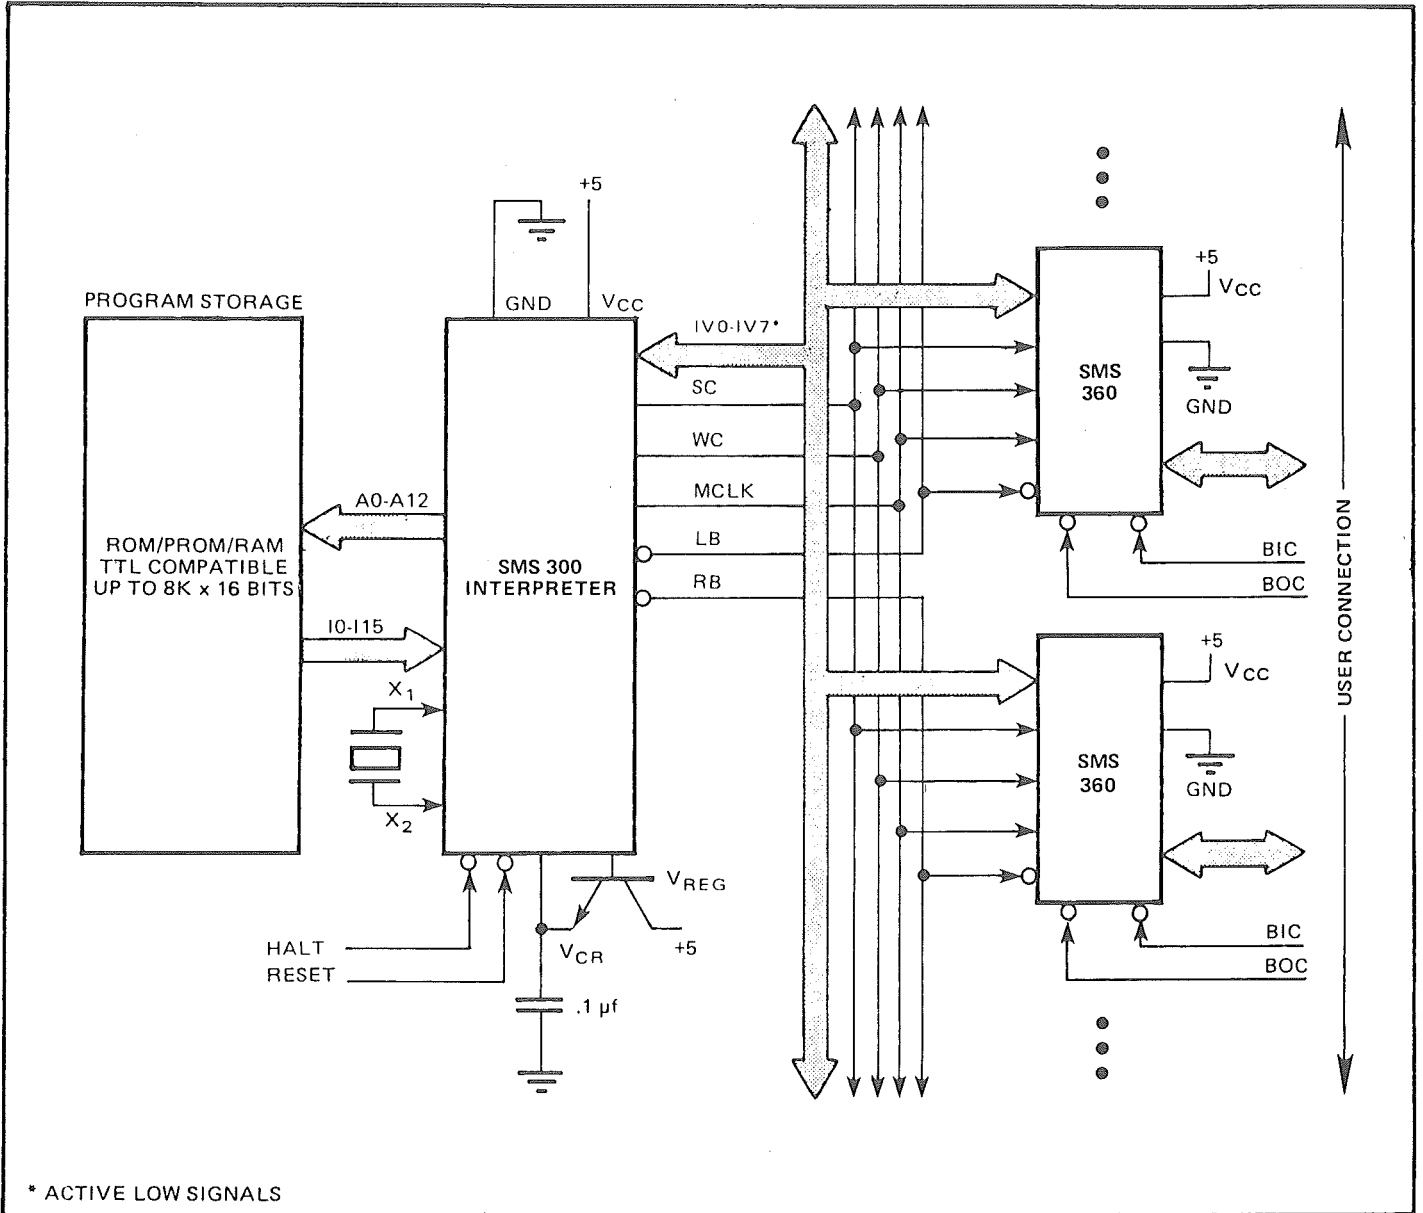 +5
GND
VCC
PROGRAM STORAGE
ROM/PROM/RAM
TTL COMPATIBLE
UP TO 8K x 16 BITS
A0-A12
I0-I15
X1
X2
SMS 300
INTERPRETER
IV0-IV7*
SC
WC
MCLK
LB
RB
HALT
RESET
VREG
VCR
+5
.1 µf
SMS
360
+5
VCC
GND
BIC
BOC
SMS
360
+5
VCC
GND
BIC
BOC
USER CONNECTION
* ACTIVE LOW SIGNALS